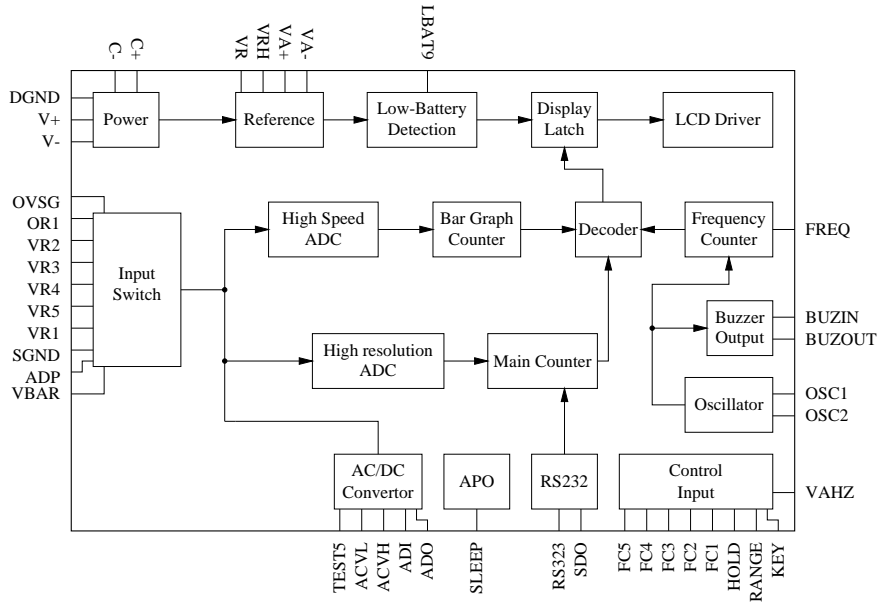 C-
C+
VR
VRH
VA+
VA-
LBAT9
DGND
V+
V-
Power
Reference
Low-Battery
Detection
Display
Latch
LCD Driver
OVSG
OR1
VR2
VR3
VR4
VR5
VR1
SGND
ADP
VBAR
Input
Switch
High Speed
ADC
Bar Graph
Counter
Decoder
Frequency
Counter
FREQ
Buzzer
Output
BUZIN
BUZOUT
High resolution
ADC
Main Counter
Oscillator
OSC1
OSC2
AC/DC
Convertor
APO
RS232
Control
Input
VAHZ
TEST5
ACVL
ACVH
ADI
ADO
SLEEP
RS323
SDO
FC5
FC4
FC3
FC2
FC1
HOLD
RANGE
KEY